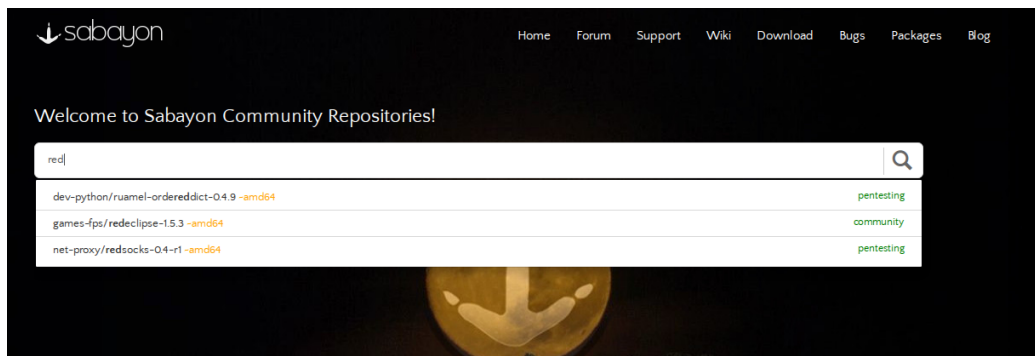 sabayon
Home Forum Support Wiki Download Bugs Packages Blog
Welcome to Sabayon Community Repositories!
red
dev-python/ruamel-ordereddict-0.4.9 -amd64 pentesting
games-fps/redeclipse-1.5.3 -amd64 community
net-proxy/redsocks-0.4-r1 -amd64 pentesting